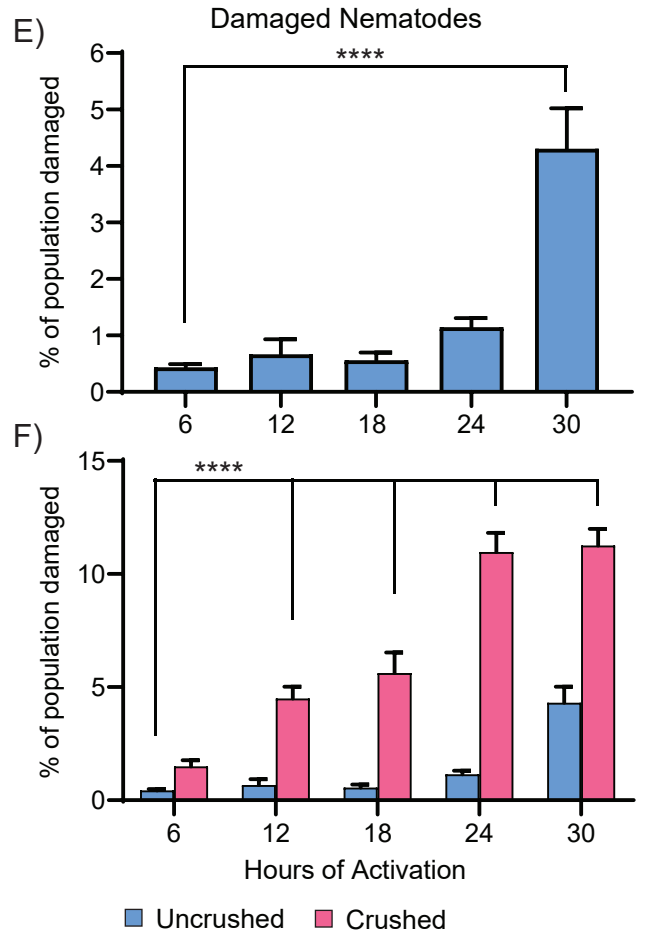 E)
Damaged Nematodes
% of population damaged
6
5
4
3
2
1
0
****
6 12 18 24 30
F)
% of population damaged
15
10
5
0
****
6 12 18 24 30
Hours of Activation
Uncrushed Crushed